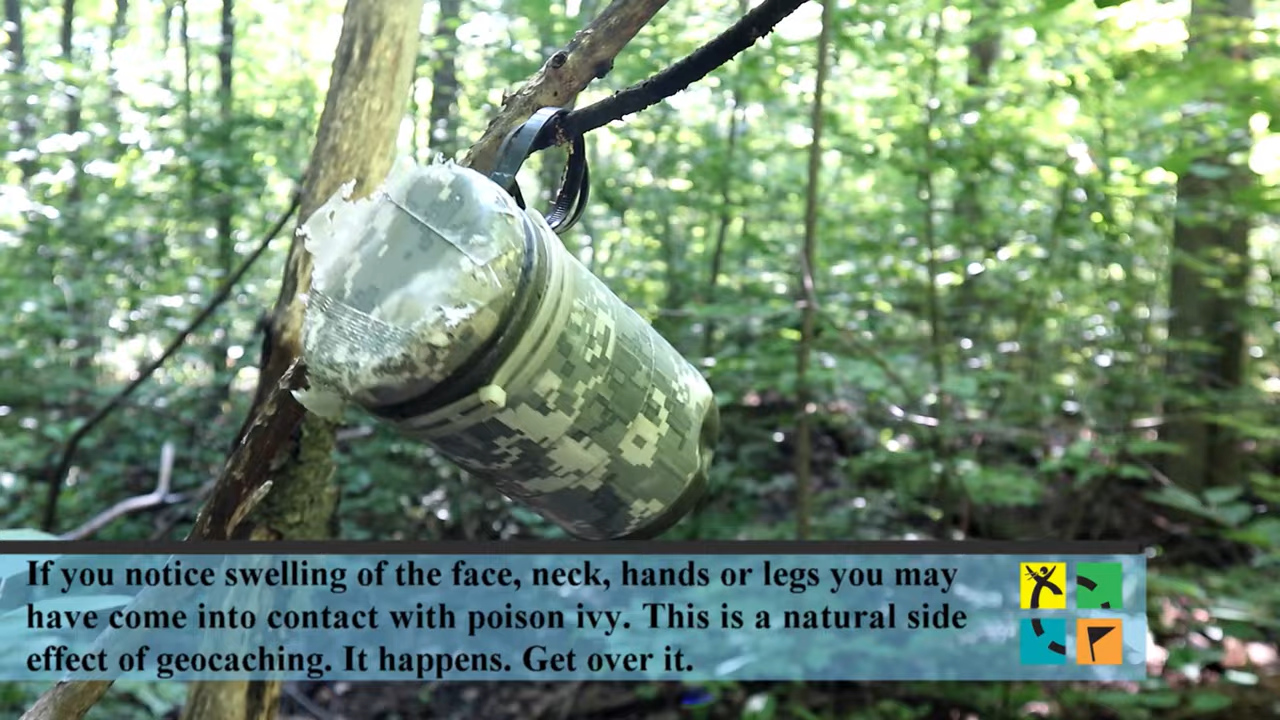 If you notice swelling of the face, neck, hands or legs you may
have come into contact with poison ivy. This is a natural side
effect of geocaching. It happens. Get over it.